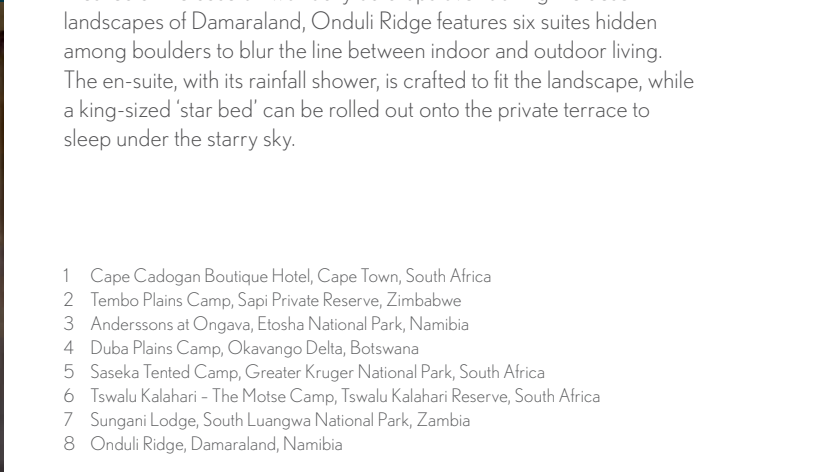 landscapes of Damaraland, Onduli Ridge features six suites hidden
among boulders to blur the line between indoor and outdoor living.
The en-suite, with its rainfall shower, is crafted to fit the landscape, while
a king-sized ‘star bed’ can be rolled out onto the private terrace to
sleep under the starry sky.
1 Cape Cadogan Boutique Hotel, Cape Town, South Africa
2 Tembo Plains Camp, Sapi Private Reserve, Zimbabwe
3 Anderssons at Ongava, Etosha National Park, Namibia
4 Duba Plains Camp, Okavango Delta, Botswana
5 Saseka Tented Camp, Greater Kruger National Park, South Africa
6 Tswalu Kalahari – The Motse Camp, Tswalu Kalahari Reserve, South Africa
7 Sungani Lodge, South Luangwa National Park, Zambia
8 Onduli Ridge, Damaraland, Namibia